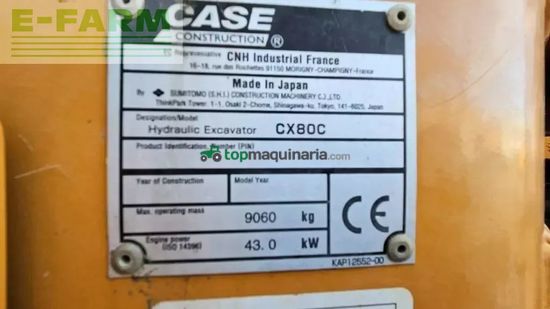 E-FARM
CASE
CONSTRUCTION ®
EC Representative CNH Industrial France
16-18, rue des Rochettes 91150 MORIGNY-CHAMPIGNY-France
Made In Japan
By SUMITOMO (S.H.I.) CONSTRUCTION MACHINERY CO.,LTD.
ThinkPark Tower 1-1, Osaki 2-Chome, Shinagawa-ku, Tokyo, 141-6025, Japan
Designation/Model
Hydraulic Excavator CX80C
Product Identification Number (PIN)
topmaquinaria.com
Year of Construction Model Year
Max. operating mass 9060 kg
Engine power (ISO 14396) 43.0 kW
CE
KAP12552-00